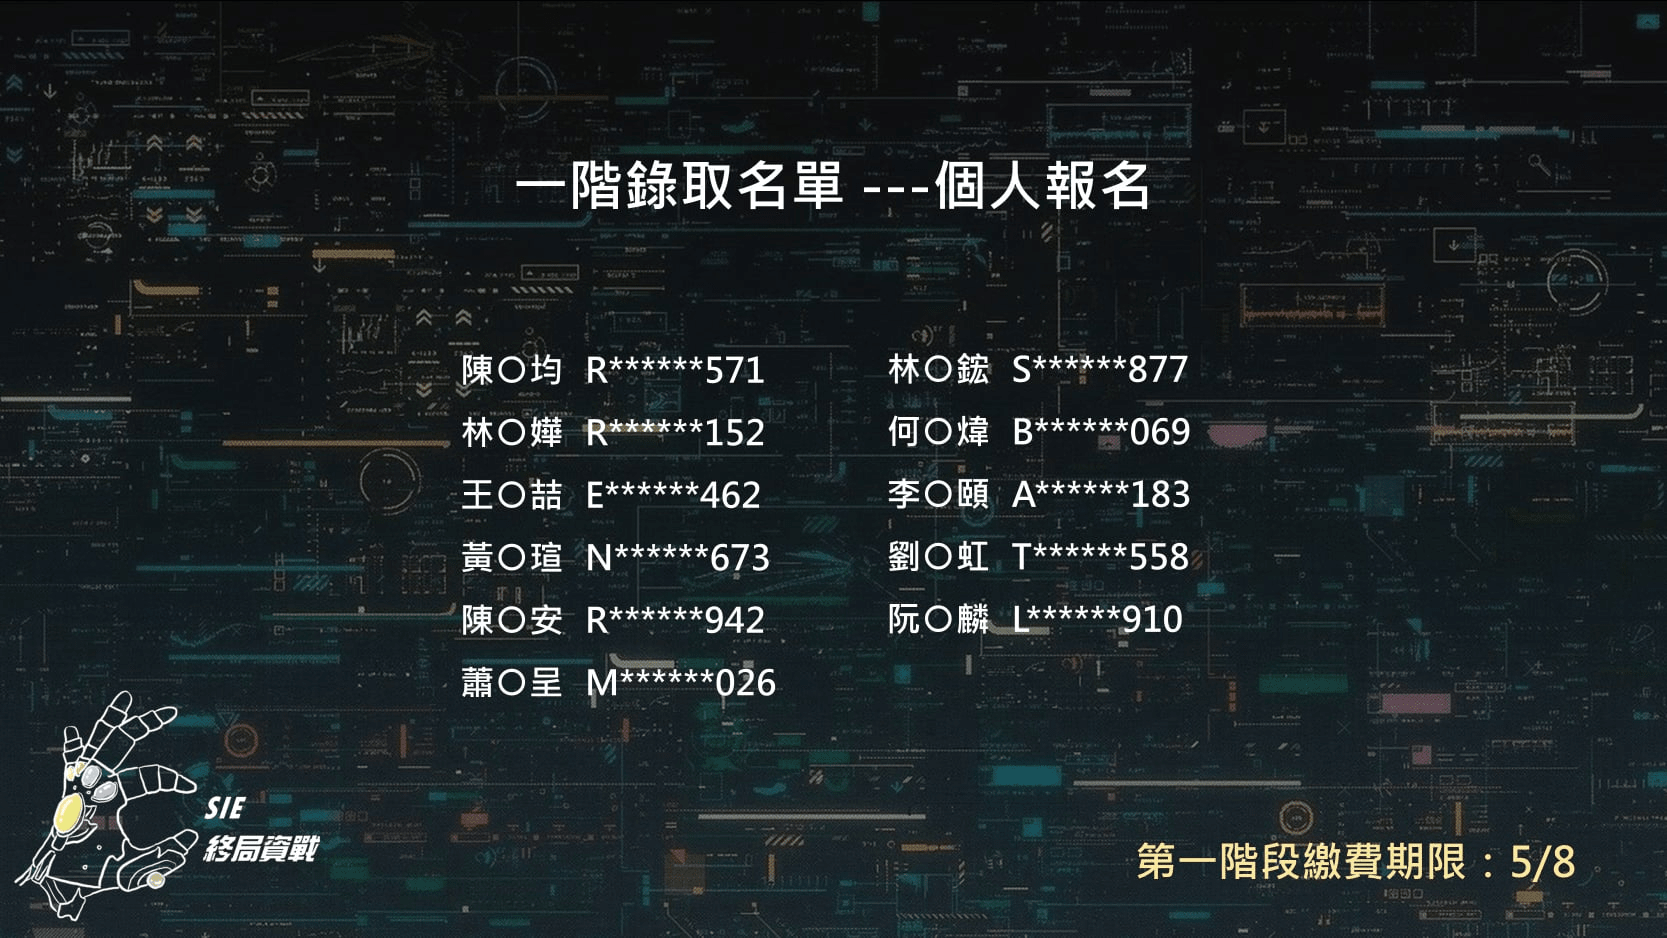 一階錄取名單 ---個人報名
陳〇均 R******571
林〇嬅 R******152
王〇喆 E******462
黃〇瑄 N******673
陳〇安 R******942
蕭〇呈 M******026
林〇鋐 S******877
何〇煒 B******069
李〇頤 A******183
劉〇虹 T******558
阮〇麟 L******910
SIE
終局資戰
第一階段繳費期限：5/8